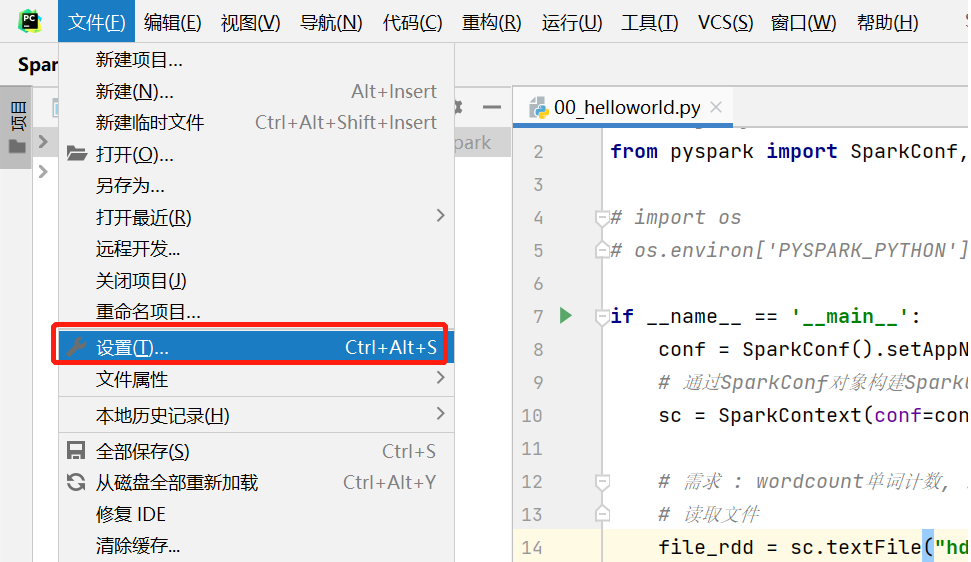 PC 文件(F) 编辑(E) 视图(V) 导航(N) 代码(C) 重构(R) 运行(U) 工具(T) VCS(S) 窗口(W) 帮助(H)
Spar
项目
新建项目...
新建(N)... Alt+Insert
新建临时文件 Ctrl+Alt+Shift+Insert
打开(O)...
另存为...
打开最近(R)
远程开发...
关闭项目(J)
重命名项目...
设置(T)... Ctrl+Alt+S
文件属性
本地历史记录(H)
全部保存(S) Ctrl+S
从磁盘全部重新加载 Ctrl+Alt+Y
修复 IDE
清除缓存...
park
00_helloworld.py
2 from pyspark import SparkConf,
3
4 # import os
5 # os.environ['PYSPARK_PYTHON']
6
7 if __name__ == '__main__':
8 conf = SparkConf().setAppN
9 # 通过SparkConf对象构建Spark
10 sc = SparkContext(conf=con
11
12 # 需求 : wordcount单词计数,
13 # 读取文件
14 file_rdd = sc.textFile("hd